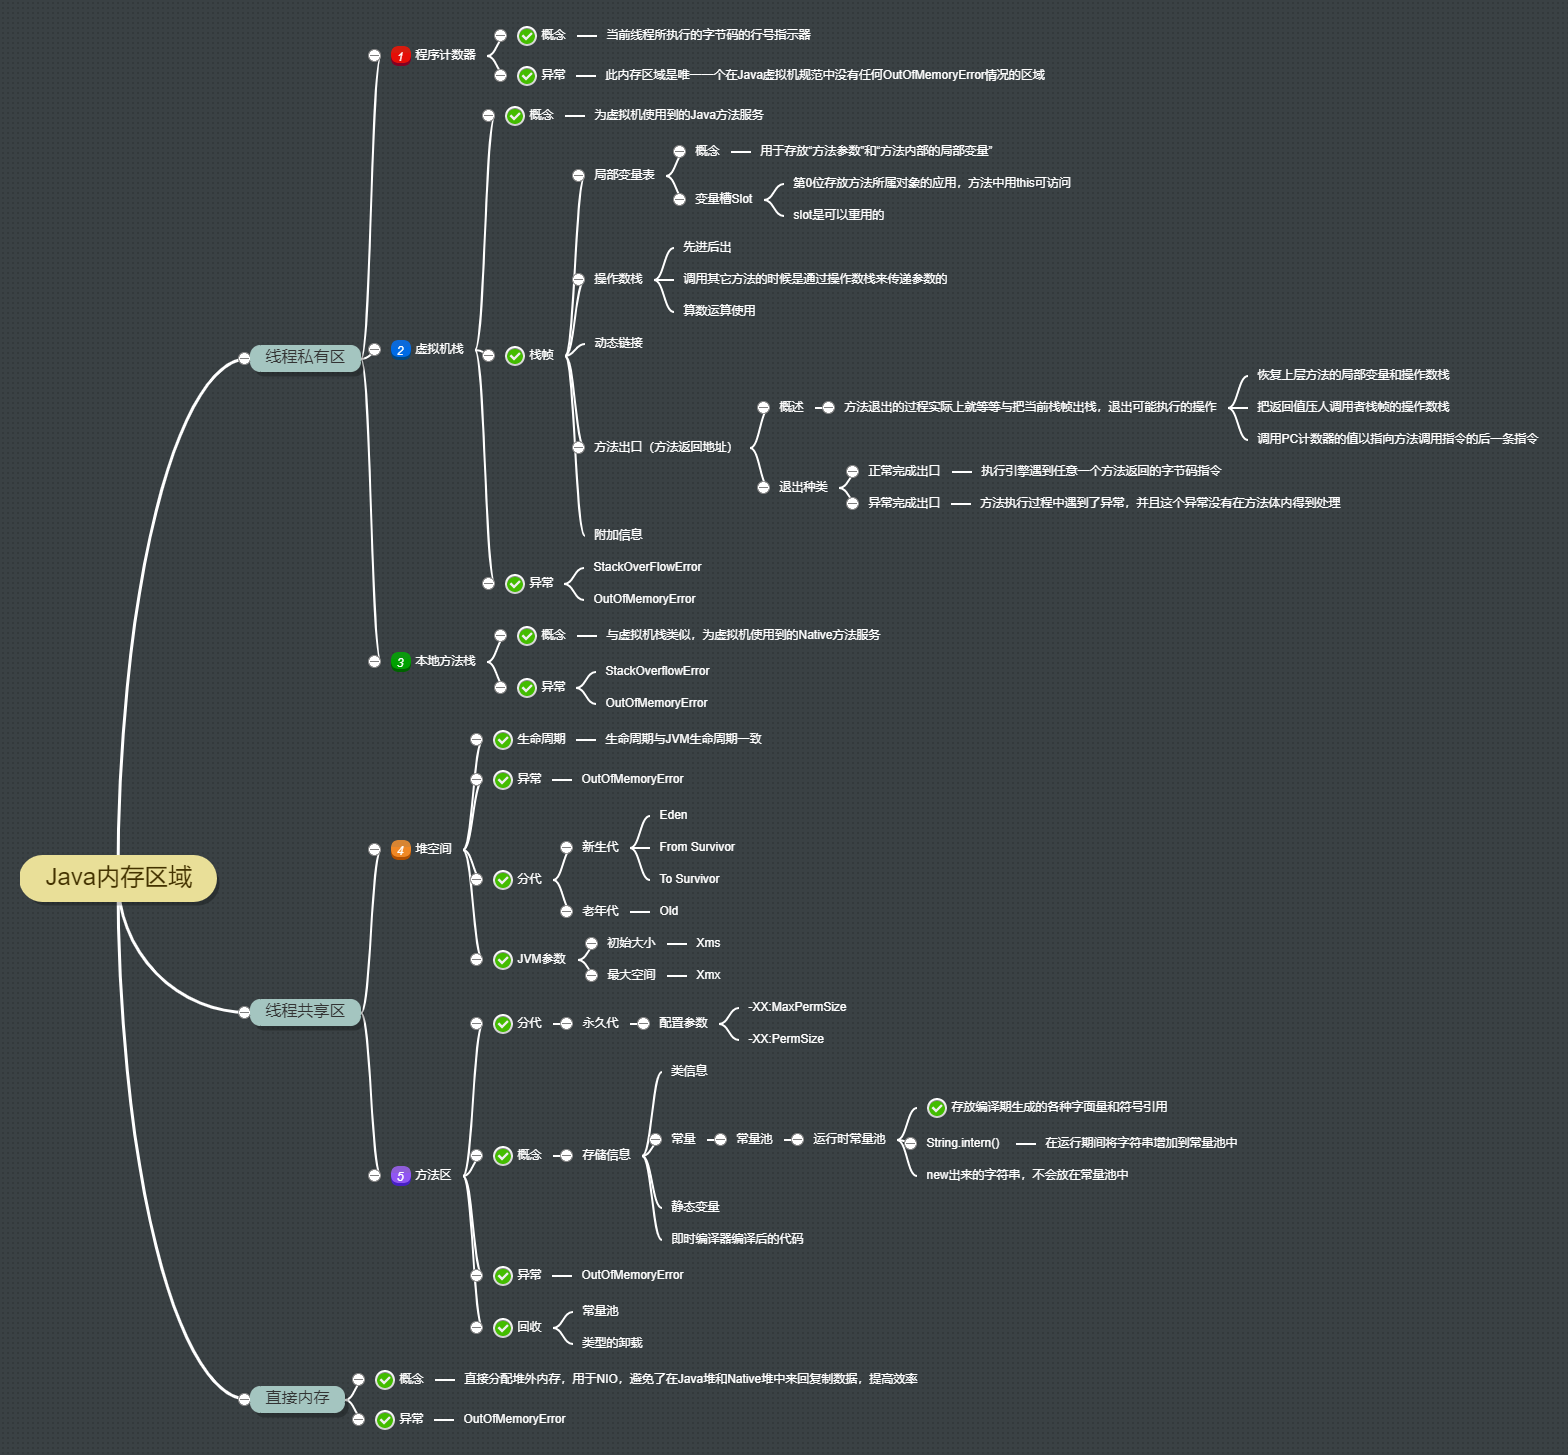 Java内存区域
线程私有区
1 程序计数器
概念
当前线程所执行的字节码的行号指示器
异常
此内存区域是唯一一个在Java虚拟机规范中没有任何OutOfMemoryError情况的区域
2 虚拟机栈
概念
为虚拟机使用到的Java方法服务
栈帧
局部变量表
概念
用于存放“方法参数”和“方法内部的局部变量”
变量槽Slot
第0位存放方法所属对象的应用，方法中用this可访问
slot是可以重用的
操作数栈
先进后出
调用其它方法的时候是通过操作数栈来传递参数的
算数运算使用
动态链接
方法出口（方法返回地址）
概述
方法退出的过程实际上就等等与把当前栈帧出栈，退出可能执行的操作
恢复上层方法的局部变量和操作数栈
把返回值压人调用者栈帧的操作数栈
调用PC计数器的值以指向方法调用指令的后一条指令
退出种类
正常完成出口
执行引擎遇到任意一个方法返回的字节码指令
异常完成出口
方法执行过程中遇到了异常，并且这个异常没有在方法体内得到处理
附加信息
异常
StackOverFlowError
OutOfMemoryError
3 本地方法栈
概念
与虚拟机栈类似，为虚拟机使用到的Native方法服务
异常
StackOverflowError
OutOfMemoryError
线程共享区
4 堆空间
生命周期
生命周期与JVM生命周期一致
异常
OutOfMemoryError
分代
新生代
Eden
From Survivor
To Survivor
老年代
Old
JVM参数
初始大小
Xms
最大空间
Xmx
5 方法区
分代
永久代
配置参数
-XX:MaxPermSize
-XX:PermSize
概念
存储信息
类信息
常量
常量池
运行时常量池
存放编译期生成的各种字面量和符号引用
String.intern()
在运行期间将字符串增加到常量池中
new出来的字符串，不会放在常量池中
静态变量
即时编译器编译后的代码
异常
OutOfMemoryError
回收
常量池
类型的卸载
直接内存
概念
直接分配堆外内存，用于NIO，避免了在Java堆和Native堆中来回复制数据，提高效率
异常
OutOfMemoryError